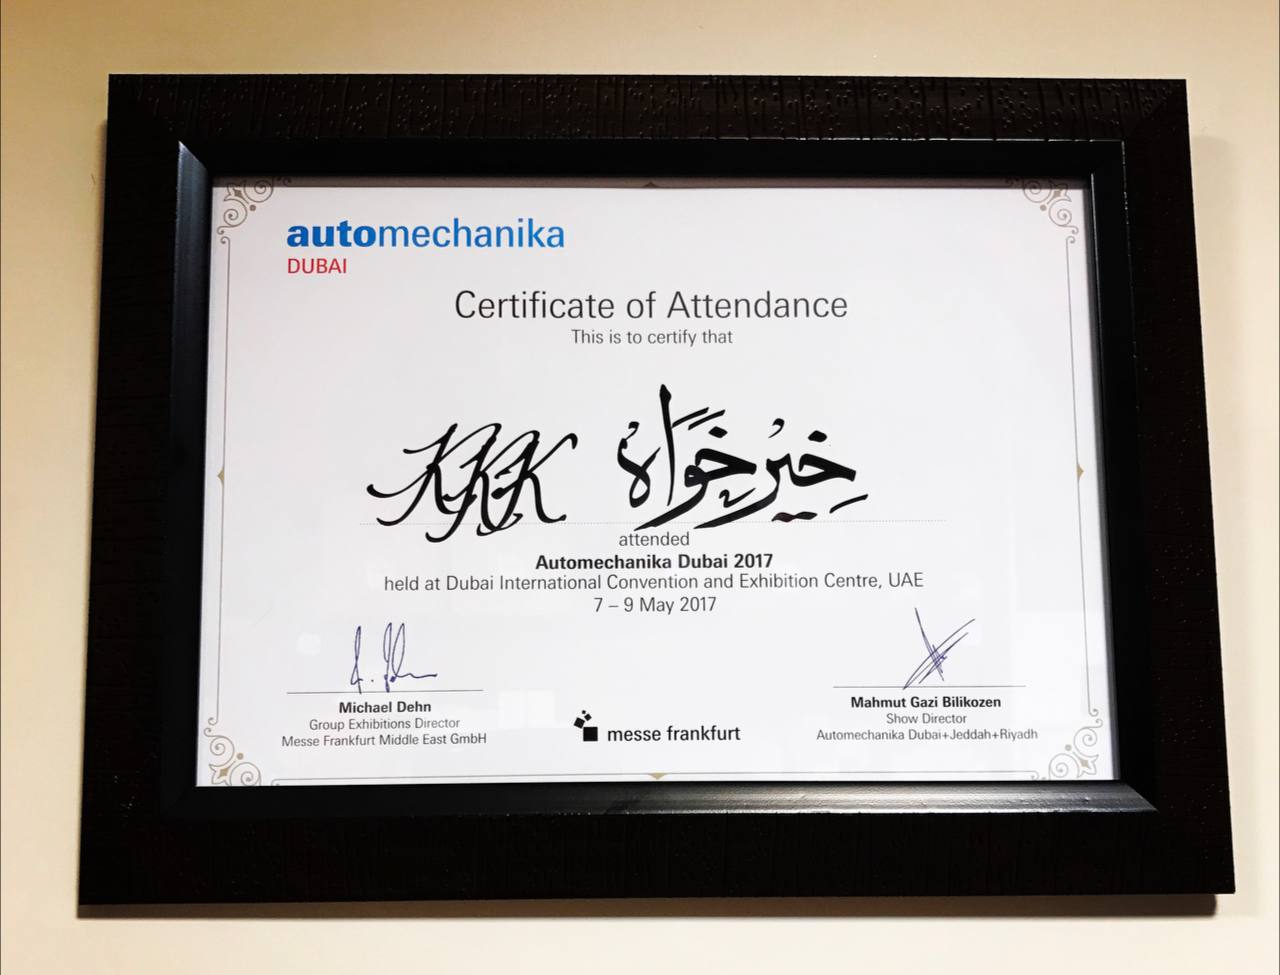 automechanika
DUBAI
Certificate of Attendance
This is to certify that
KKK خیرخواه
attended
Automechanika Dubai 2017
held at Dubai International Convention and Exhibition Centre, UAE
7 – 9 May 2017
Michael Dehn
Group Exhibitions Director
Messe Frankfurt Middle East GmbH
messe frankfurt
Mahmut Gazi Bilikozen
Show Director
Automechanika Dubai+Jeddah+Riyadh